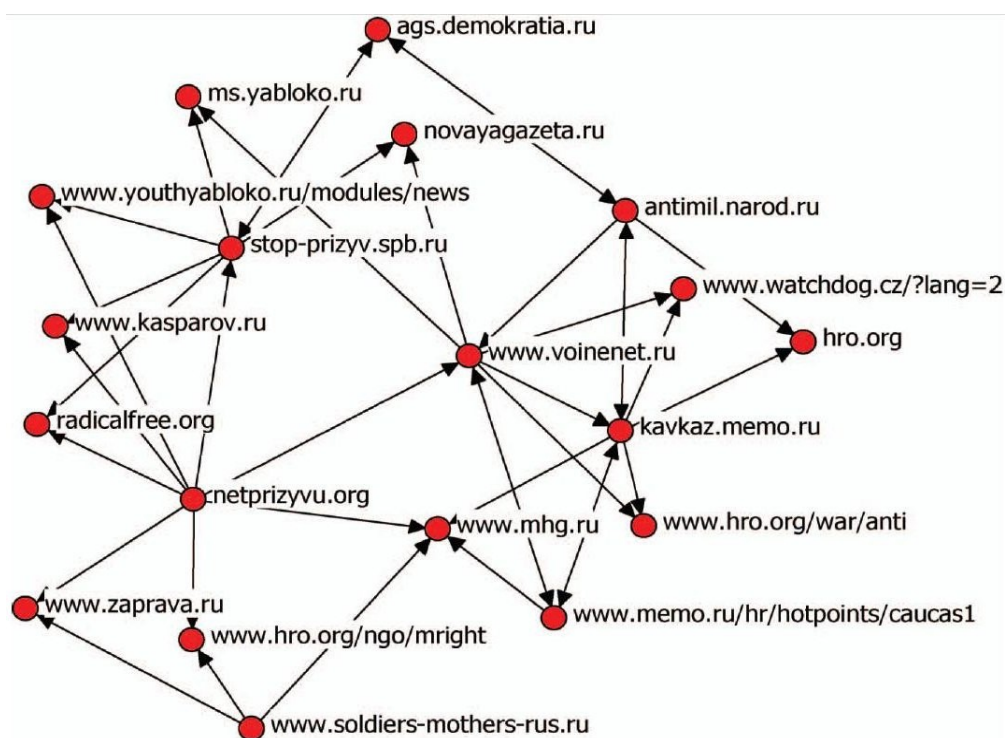 ags.demokratia.ru
ms.yabloko.ru
novayagazeta.ru
www.youthyabloko.ru/modules/news
antimil.narod.ru
stop-prizyv.spb.ru
www.watchdog.cz/?lang=2
www.kasparov.ru
www.voinenet.ru
hro.org
radicalfree.org
kavkaz.memo.ru
netprizyvu.org
www.mhg.ru
www.hro.org/war/anti
www.zaprava.ru
www.memo.ru/hr/hotpoints/caucas1
www.hro.org/ngo/mright
www.soldiers-mothers-rus.ru